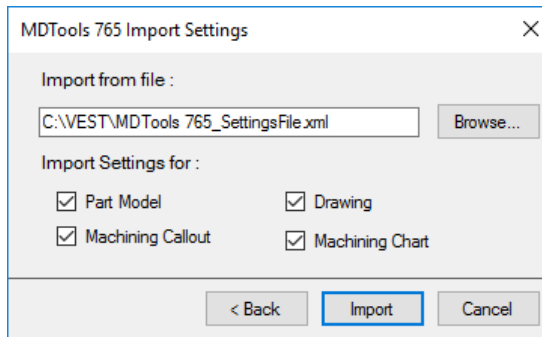 MDTools 765 Import Settings
Import from file :
C:\VEST\MDTools 765_SettingsFile.xml
Browse...
Import Settings for :
Part Model
Drawing
Machining Callout
Machining Chart
< Back
Import
Cancel